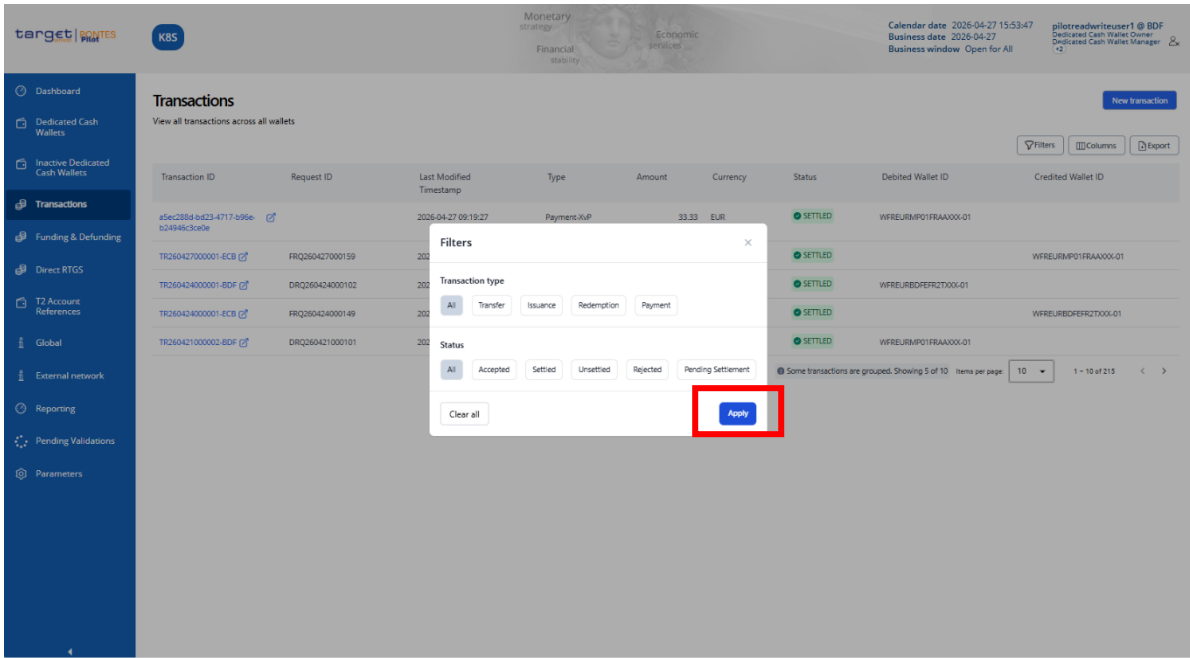 target | PONTES
Pilot
K8S
Monetary
strategy
Economic
services
Financial
stability
Calendar date 2026-04-27 15:53:47
Business date 2026-04-27
Business window Open for All
pilotreadwriteuser1 @ BDF
Dedicated Cash Wallet Owner
Dedicated Cash Wallet Manager
+2
Dashboard
Dedicated Cash
Wallets
Inactive Dedicated
Cash Wallets
Transactions
Funding & Defunding
Direct RTGS
T2 Account
References
Global
External network
Reporting
Pending Validations
Parameters
Transactions
View all transactions across all wallets
New transaction
Filters Columns Export
Transaction ID Request ID Last Modified Timestamp Type Amount Currency Status Debited Wallet ID Credited Wallet ID
a5ec288d-bd23-4717-b96e- 2026-04-27 09:19:27 Payment-XvP 33.33 EUR SETTLED WFREURMP01FRAAXXX-01
b24946c3ce0e
TR260427000001-ECB FRQ260427000159 202 SETTLED WFREURMP01FRAAXXX-01
TR260424000001-BDF DRQ260424000102 202 SETTLED WFREURBDFEFR2TXXX-01
TR260424000001-ECB FRQ260424000149 202 SETTLED WFREURBDFEFR2TXXX-01
TR260421000002-BDF DRQ260421000101 202 SETTLED WFREURMP01FRAAXXX-01
Some transactions are grouped. Showing 5 of 10 Items per page 10 1 – 10 of 215
Filters
Transaction type
All Transfer Issuance Redemption Payment
Status
All Accepted Settled Unsettled Rejected Pending Settlement
Clear all Apply